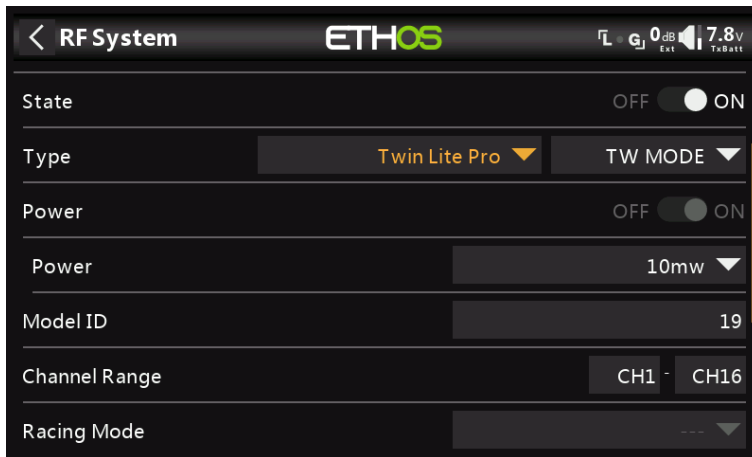 RF System ETHOS L G 0dB Ext 7.8V TxBatt
State OFF ON
Type Twin Lite Pro TW MODE
Power OFF ON
Power 10mw
Model ID 19
Channel Range CH1 - CH16
Racing Mode ---